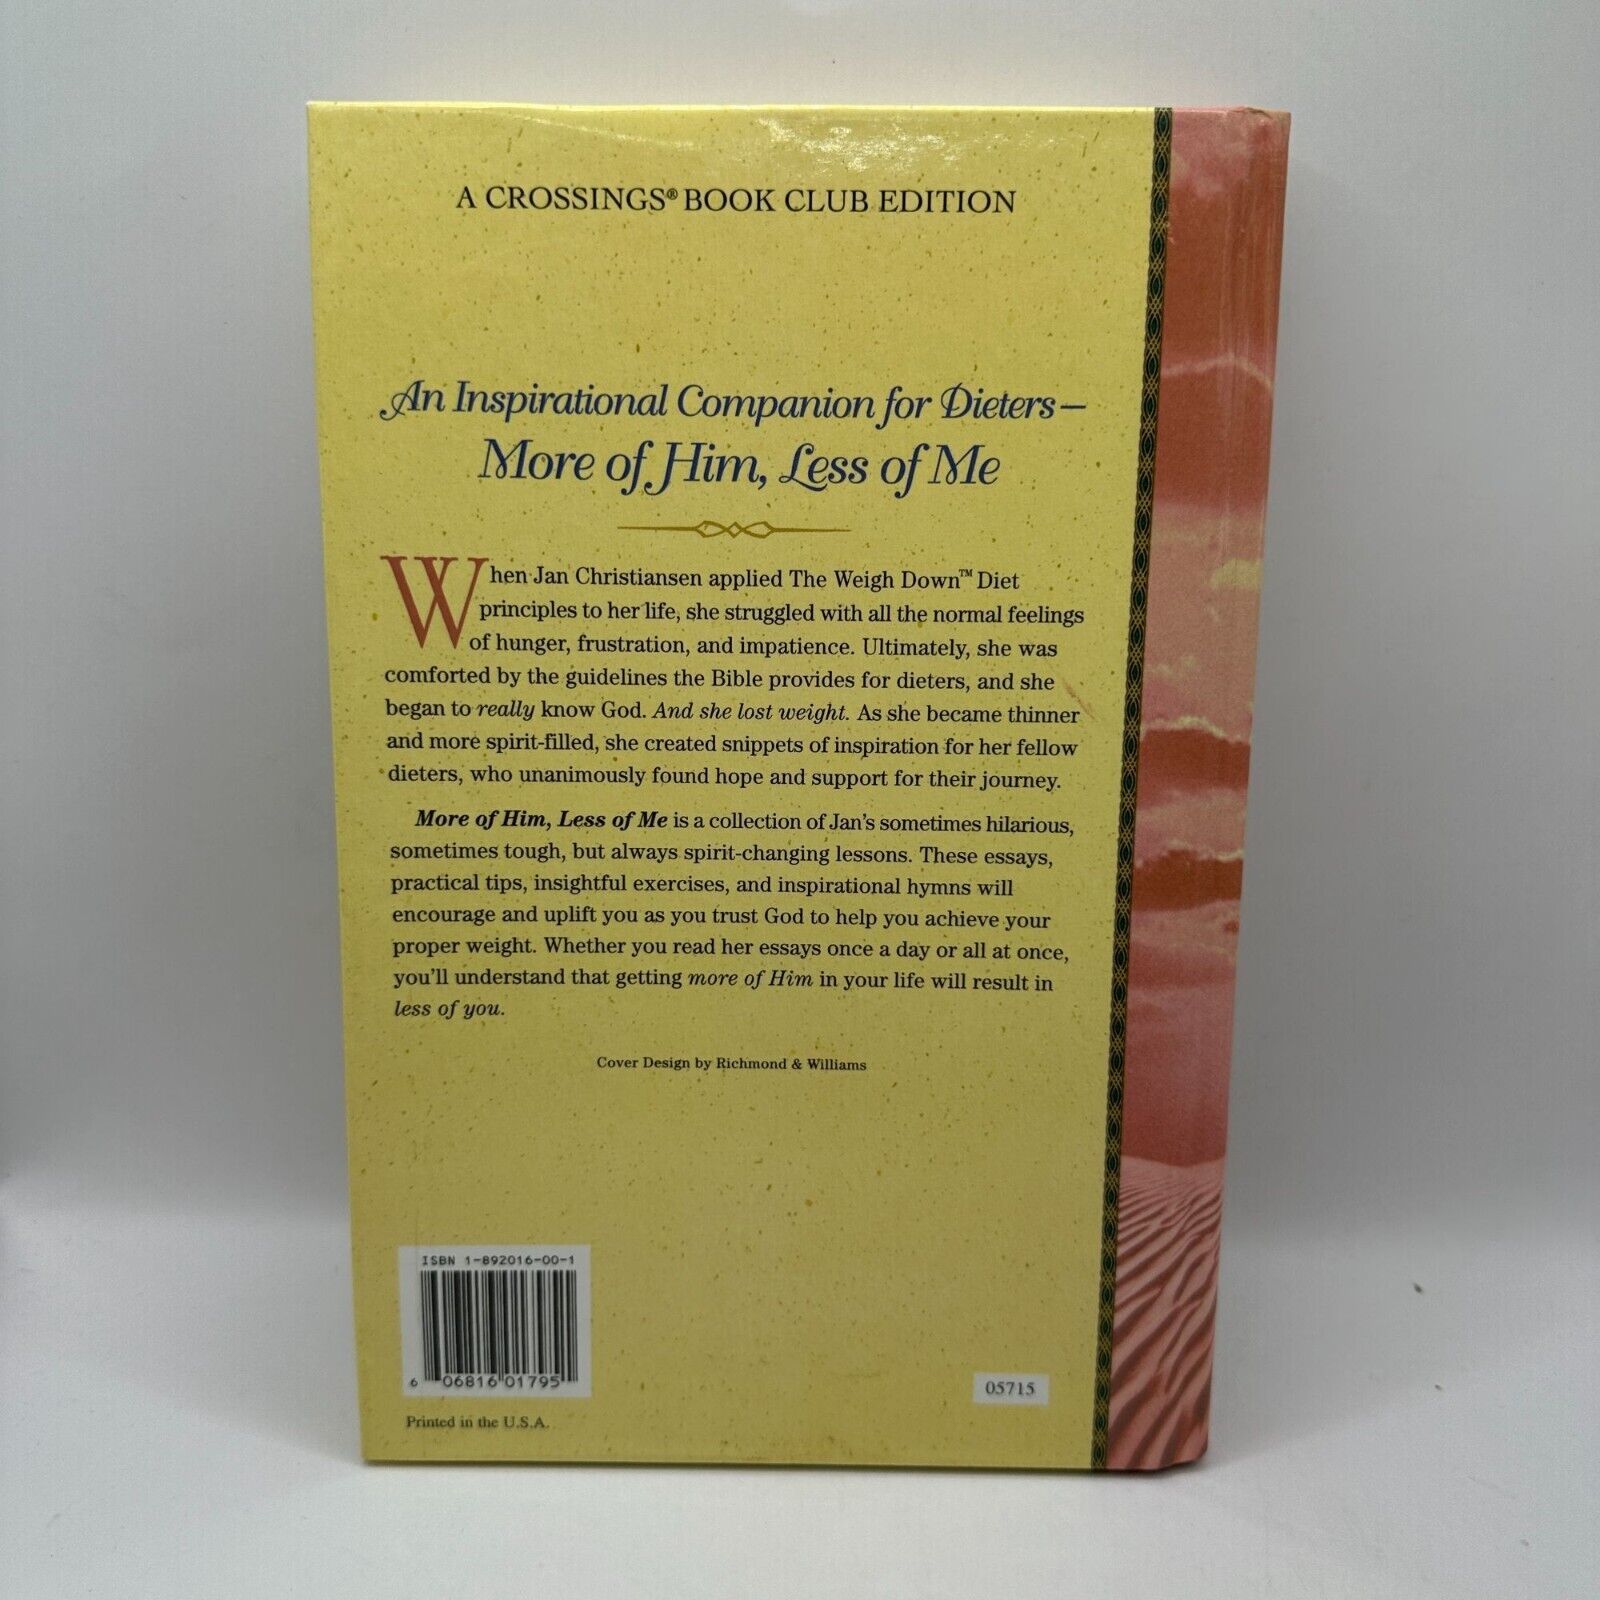 A CROSSINGS® BOOK CLUB EDITION
An Inspirational Companion for Dieters—
More of Him, Less of Me
When Jan Christiansen applied The Weigh Down™ Diet
principles to her life, she struggled with all the normal feelings
of hunger, frustration, and impatience. Ultimately, she was
comforted by the guidelines the Bible provides for dieters, and she
began to really know God. And she lost weight. As she became thinner
and more spirit-filled, she created snippets of inspiration for her fellow
dieters, who unanimously found hope and support for their journey.
More of Him, Less of Me is a collection of Jan's sometimes hilarious,
sometimes tough, but always spirit-changing lessons. These essays,
practical tips, insightful exercises, and inspirational hymns will
encourage and uplift you as you trust God to help you achieve your
proper weight. Whether you read her essays once a day or all at once,
you'll understand that getting more of Him in your life will result in
less of you.
Cover Design by Richmond & Williams
ISBN 1-892016-00-1
6 06816 01795
05715
Printed in the U.S.A.